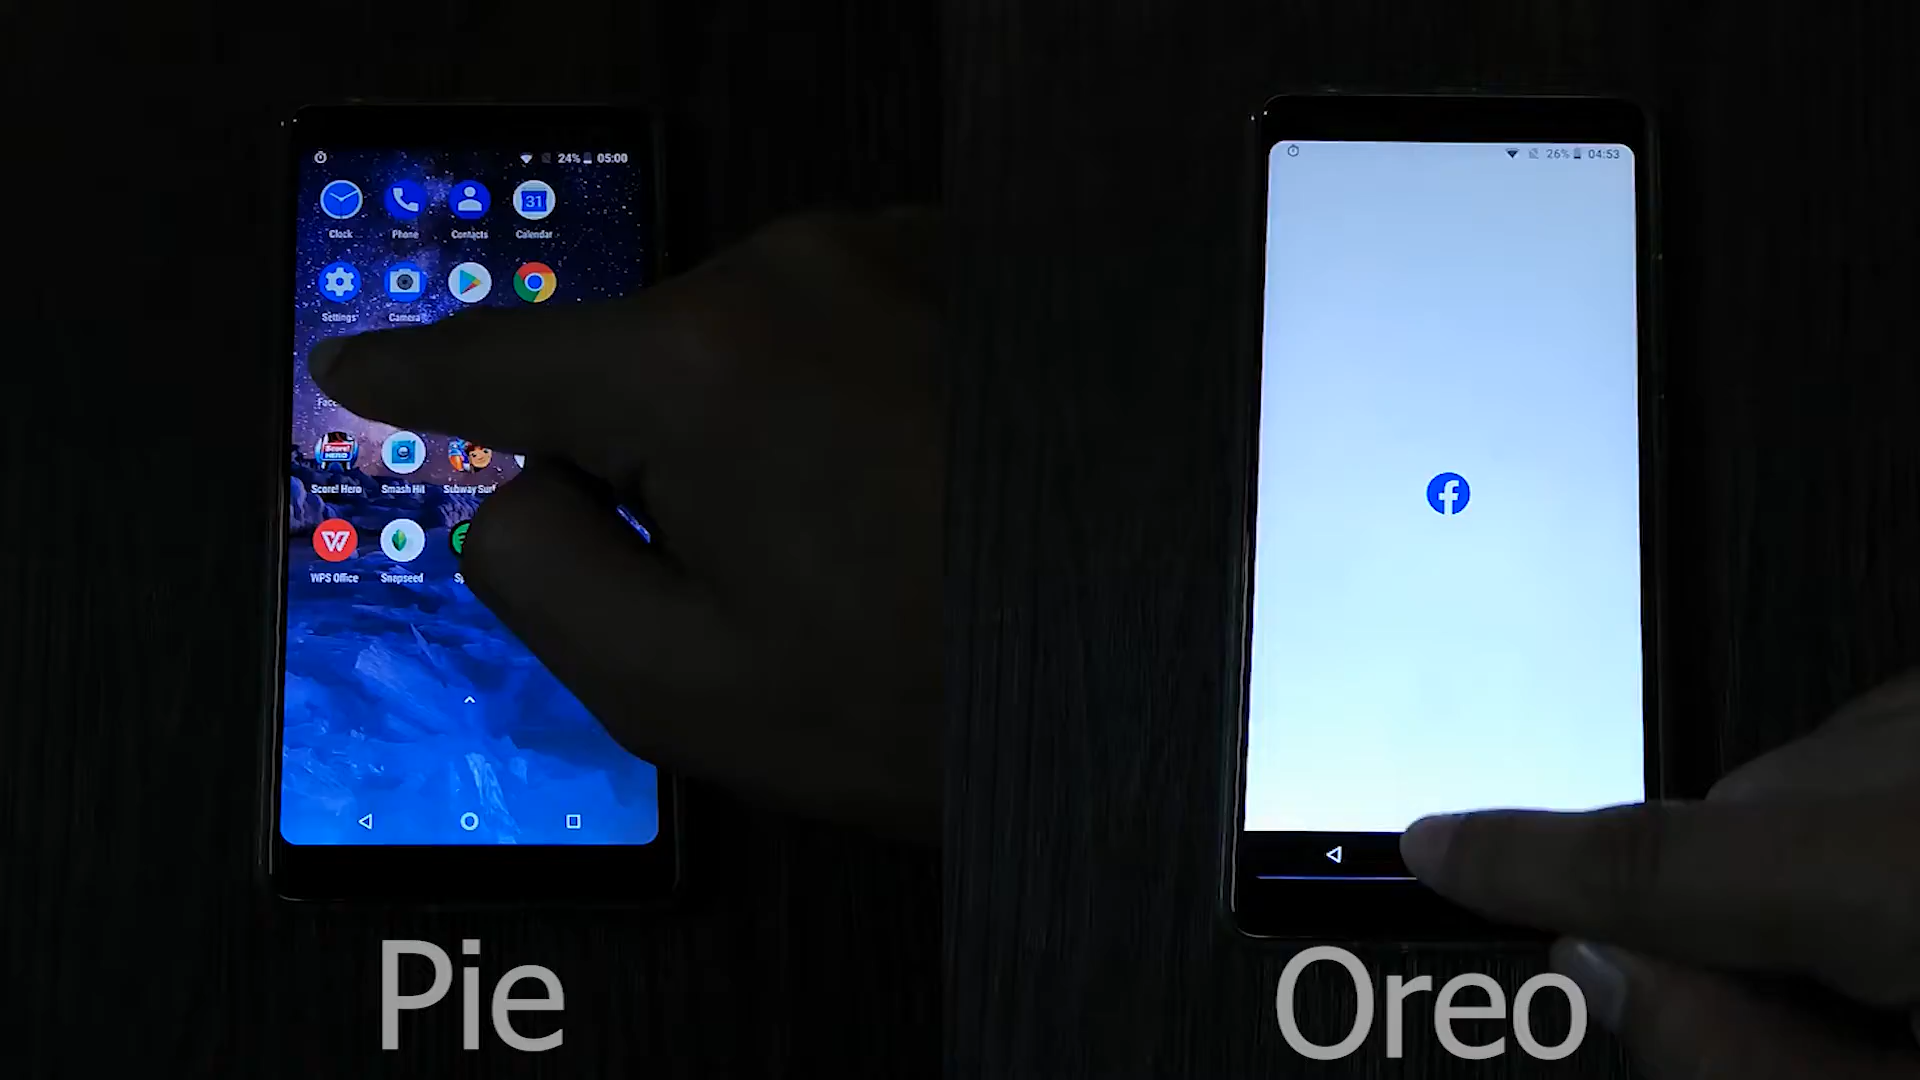 24% 05:00
Clock Phone Contacts Calendar
31
Settings Camera
Score! Hero Smash Hit Subway Surf
WPS Office Snapseed
26% 04:53
Pie
Oreo